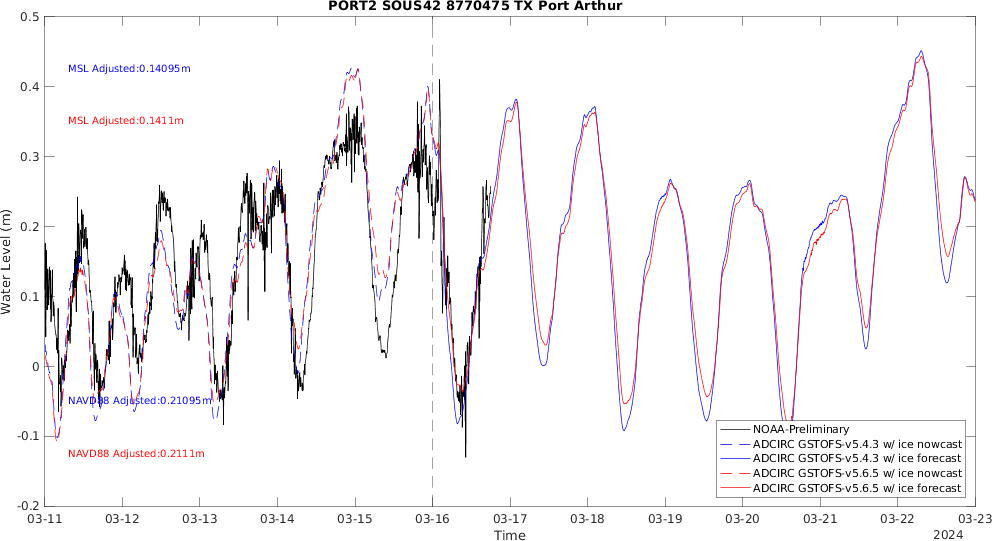 PORT2 SOUS42 8770475 TX Port Arthur
Water Level (m)
0.5
0.4
0.3
0.2
0.1
0
-0.1
-0.2
MSL Adjusted:0.14095m
MSL Adjusted:0.1411m
NAVD88 Adjusted:0.21095m
NAVD88 Adjusted:0.2111m
NOAA-Preliminary
ADCIRC GSTOFS-v5.4.3 w/ ice nowcast
ADCIRC GSTOFS-v5.4.3 w/ ice forecast
ADCIRC GSTOFS-v5.6.5 w/ ice nowcast
ADCIRC GSTOFS-v5.6.5 w/ ice forecast
03-11 03-12 03-13 03-14 03-15 03-16 03-17 03-18 03-19 03-20 03-21 03-22 03-23
Time
2024